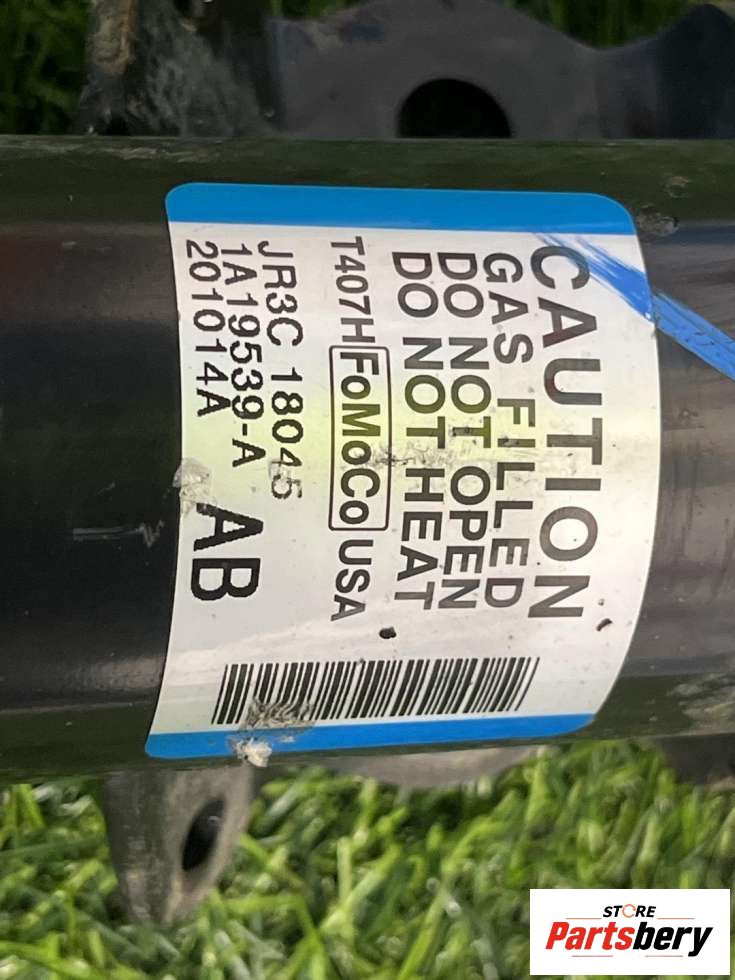 CAUTION
GAS FILLED
DO NOT OPEN
DO NOT HEAT
T407H FoMoCo USA
JR3C 18045
1A19539-A AB
201014A
STORE
Partsbery